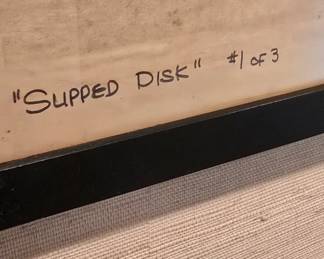 "SLIPPED DISK" #1 OF 3